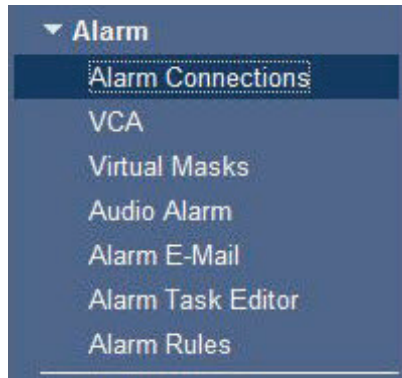 Alarm
Alarm Connections
VCA
Virtual Masks
Audio Alarm
Alarm E-Mail
Alarm Task Editor
Alarm Rules